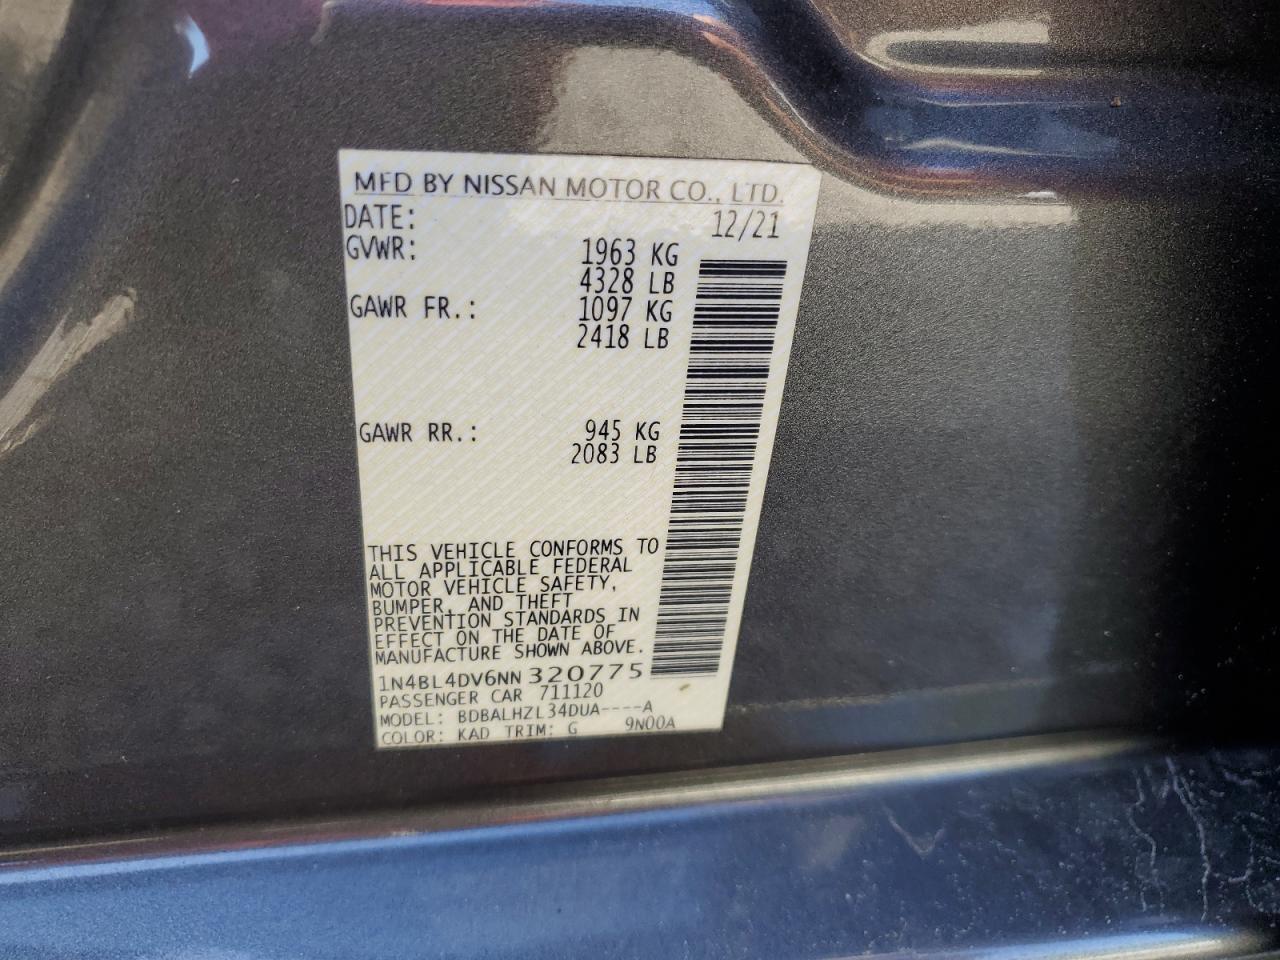 MFD BY NISSAN MOTOR CO., LTD.
DATE: 12/21
GVWR: 1963 KG
4328 LB
GAWR FR.: 1097 KG
2418 LB
GAWR RR.: 945 KG
2083 LB
THIS VEHICLE CONFORMS TO
ALL APPLICABLE FEDERAL
MOTOR VEHICLE SAFETY,
BUMPER, AND THEFT
PREVENTION STANDARDS IN
EFFECT ON THE DATE OF
MANUFACTURE SHOWN ABOVE.
1N4BL4DV6NN320775
PASSENGER CAR 711120
MODEL: BDBALHZL34DUA----A
COLOR: KAD TRIM: G 9N00A